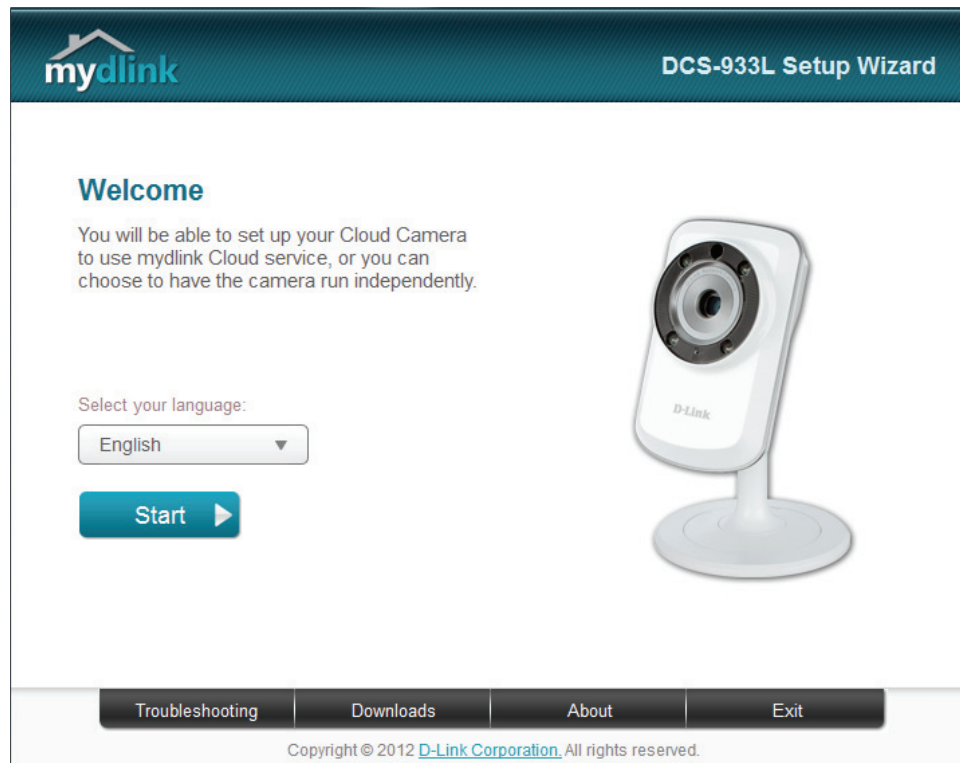 mydlink
DCS-933L Setup Wizard
Welcome
You will be able to set up your Cloud Camera
to use mydlink Cloud service, or you can
choose to have the camera run independently.
Select your language:
English
D-Link
Start
Troubleshooting
Downloads
About
Exit
Copyright © 2012 D-Link Corporation. All rights reserved.